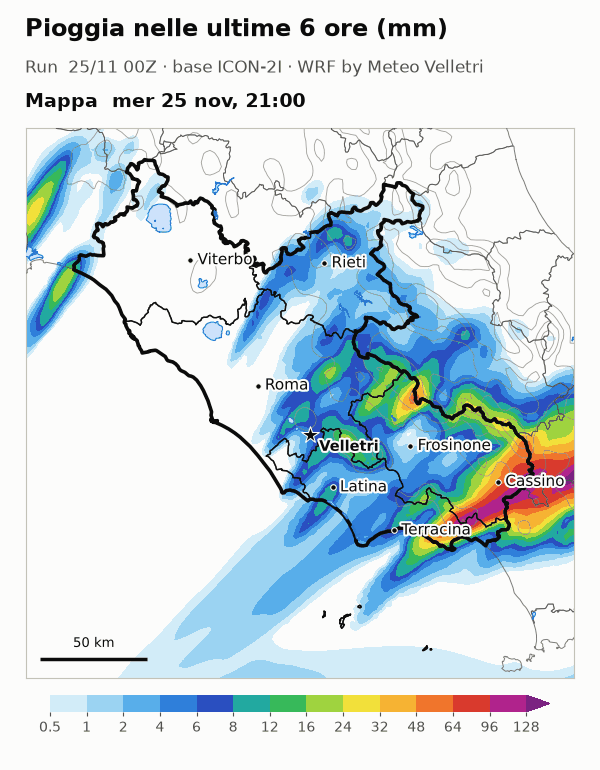 Pioggia nelle ultime 6 ore (mm)
Run  25/11 00Z · base ICON-2I · WRF by Meteo Velletri
Mappa  mer 25 nov, 21:00
Viterbo
Rieti
Roma
Velletri
Frosinone
Latina
Cassino
Terracina
50 km
0.5 1 2 4 6 8 12 16 24 32 48 64 96 128